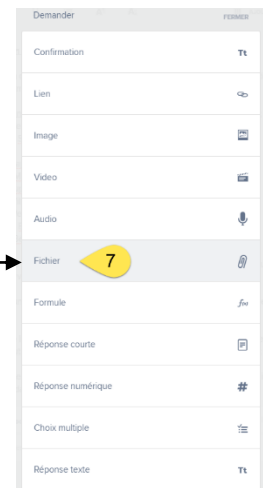 Demander FERMER
Confirmation Tt
Lien
Image
Video
Audio
Fichier 7
Formule f(x)
Réponse courte
Réponse numérique #
Choix multiple
Réponse texte Tt